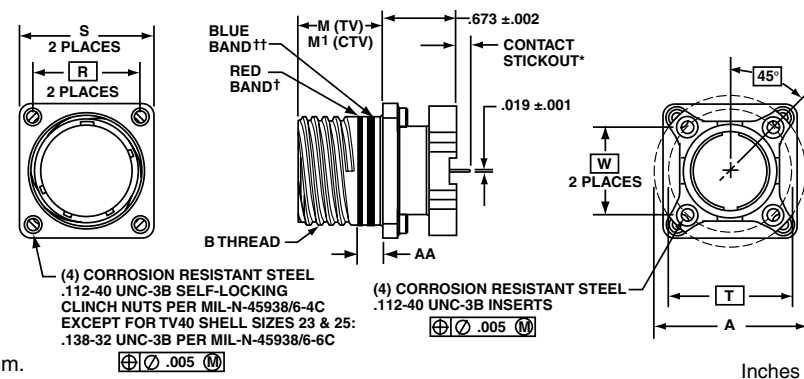 S
2 PLACES
R
2 PLACES
BLUE
BAND††
RED
BAND†
M (TV)
M1 (CTV)
.673 ±.002
CONTACT
STICKOUT*
.019 ±.001
45°
W
2 PLACES
B THREAD
AA
T
A
(4) CORROSION RESISTANT STEEL
.112-40 UNC-3B SELF-LOCKING
CLINCH NUTS PER MIL-N-45938/6-4C
EXCEPT FOR TV40 SHELL SIZES 23 & 25:
.138-32 UNC-3B PER MIL-N-45938/6-6C
⌖ ∅ .005 Ⓜ
(4) CORROSION RESISTANT STEEL
.112-40 UNC-3B INSERTS
⌖ ∅ .005 Ⓜ
m.
Inches